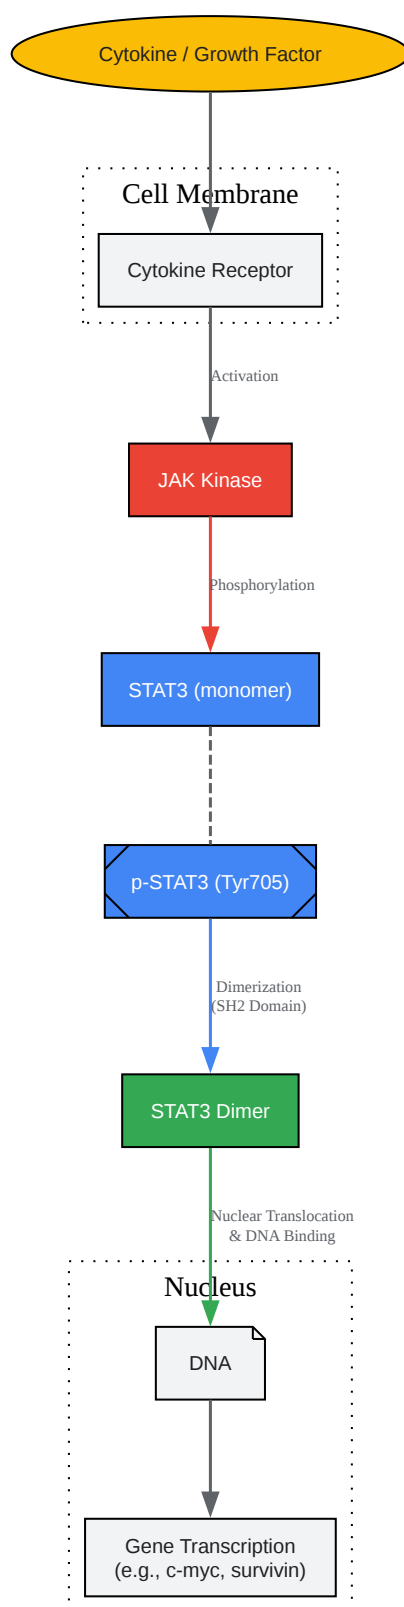 Cytokine / Growth Factor
Cell Membrane
Cytokine Receptor
Activation
JAK Kinase
Phosphorylation
STAT3 (monomer)
p-STAT3 (Tyr705)
Dimerization
(SH2 Domain)
STAT3 Dimer
Nuclear Translocation
& DNA Binding
Nucleus
DNA
Gene Transcription
(e.g., c-myc, survivin)